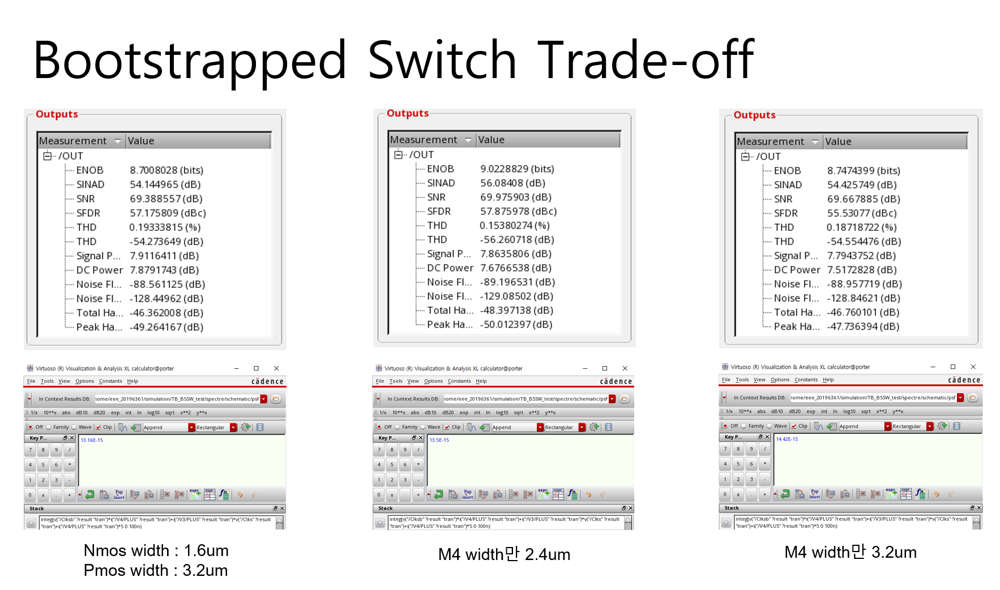 Bootstrapped Switch Trade-off
Outputs
Measurement Value
/OUT
ENOB 8.7008028 (bits)
SINAD 54.144965 (dB)
SNR 69.388557 (dB)
SFDR 57.175809 (dBc)
THD 0.19333815 (%)
THD -54.273649 (dB)
Signal P... 7.9116411 (dB)
DC Power 7.8791743 (dB)
Noise Fl... -88.561125 (dB)
Noise Fl... -128.44962 (dB)
Total Ha... -46.362008 (dB)
Peak Ha... -49.264167 (dB)
Outputs
Measurement Value
/OUT
ENOB 9.0228829 (bits)
SINAD 56.08408 (dB)
SNR 69.975903 (dB)
SFDR 57.875978 (dBc)
THD 0.15380274 (%)
THD -56.260718 (dB)
Signal P... 7.8635806 (dB)
DC Power 7.6766538 (dB)
Noise Fl... -89.196531 (dB)
Noise Fl... -129.08502 (dB)
Total Ha... -48.397138 (dB)
Peak Ha... -50.012397 (dB)
Outputs
Measurement Value
/OUT
ENOB 8.7474399 (bits)
SINAD 54.425749 (dB)
SNR 69.667885 (dB)
SFDR 55.53077 (dBc)
THD 0.18718722 (%)
THD -54.554476 (dB)
Signal P... 7.7943752 (dB)
DC Power 7.5172828 (dB)
Noise Fl... -88.957719 (dB)
Noise Fl... -128.84621 (dB)
Total Ha... -46.760101 (dB)
Peak Ha... -47.736394 (dB)
Virtuoso (R) Visualization & Analysis XL calculator@porter
File Tools View Options Constants Help cādence
In Context Results DB: home/eee_20196361/simulation/TB_BSSW_test/spectre/schematic/psf
1/x 10**x abs dB10 dB20 exp int ln log10 sqrt x**2 y**x
Off Family Wave Clip Append Rectangular
Key P...
13.16E-15
7 8 9 /
4 5 6 *
1 2 3 -
0 ± . +
Pop & insert expr expr fn
Stack
integ(v("/Clksb" ?result "tran")*i("/V4/PLUS" ?result "tran")+i("/V3/PLUS" ?result "tran")*v("/Clks" ?result
"tran")+i("/V4/PLUS" ?result "tran")*5 0 100n)
Virtuoso (R) Visualization & Analysis XL calculator@porter
File Tools View Options Constants Help cādence
In Context Results DB: home/eee_20196361/simulation/TB_BSSW_test/spectre/schematic/psf
1/x 10**x abs dB10 dB20 exp int ln log10 sqrt x**2 y**x
Off Family Wave Clip Append Rectangular
Key P...
13.5E-15
7 8 9 /
4 5 6 *
1 2 3 -
0 ± . +
Pop & insert expr expr fn
Stack
integ(v("/Clksb" ?result "tran")*i("/V4/PLUS" ?result "tran")+i("/V3/PLUS" ?result "tran")*v("/Clks" ?result
"tran")+i("/V4/PLUS" ?result "tran")*5 0 100n)
Virtuoso (R) Visualization & Analysis XL calculator@porter
File Tools View Options Constants Help cādence
In Context Results DB: home/eee_20196361/simulation/TB_BSSW_test/spectre/schematic/psf
1/x 10**x abs dB10 dB20 exp int ln log10 sqrt x**2 y**x
Off Family Wave Clip Append Rectangular
Key P...
14.42E-15
7 8 9 /
4 5 6 *
1 2 3 -
0 ± . +
Pop & insert expr expr fn
Stack
integ(v("/Clksb" ?result "tran")*i("/V4/PLUS" ?result "tran")+i("/V3/PLUS" ?result "tran")*v("/Clks" ?result
"tran")+i("/V4/PLUS" ?result "tran")*5 0 100n)
Nmos width : 1.6um
Pmos width : 3.2um
M4 width만 2.4um
M4 width만 3.2um